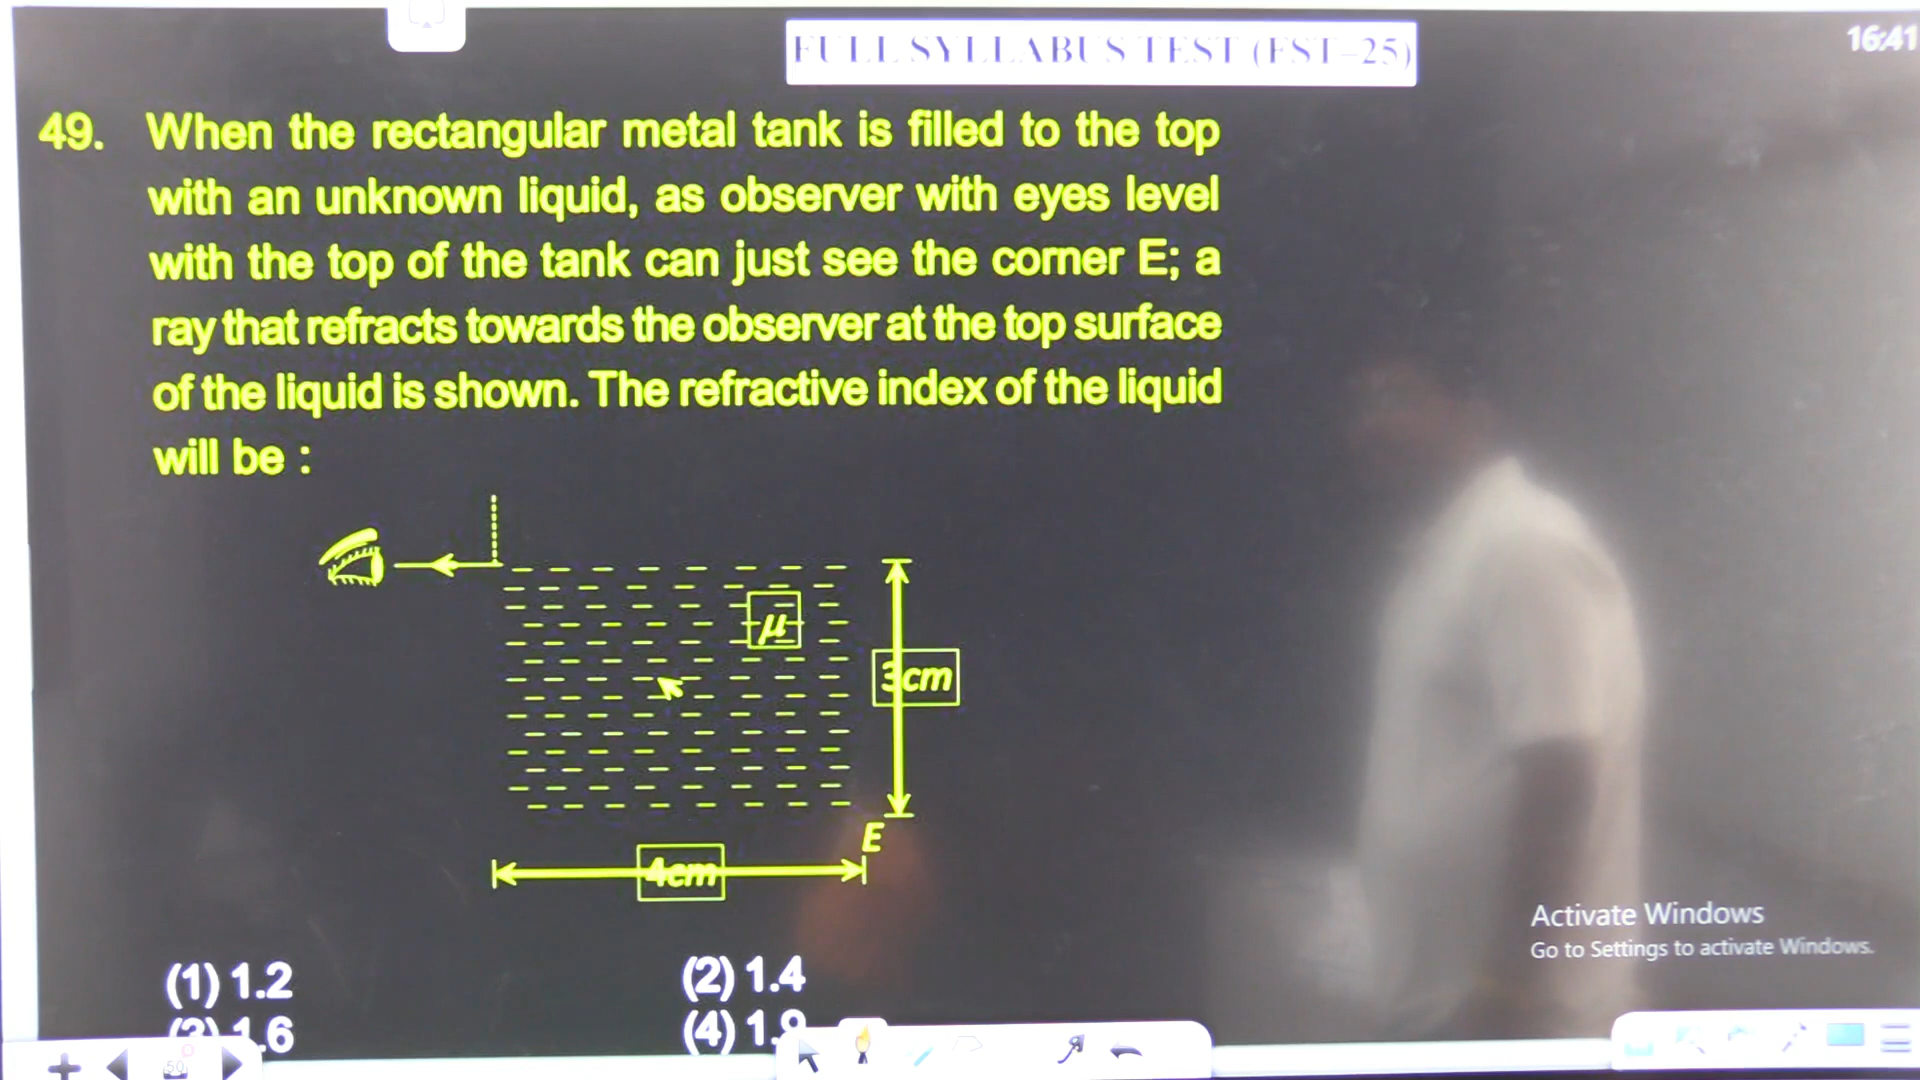 FULL SYLLABUS TEST (FST-25)
16:41
49. When the rectangular metal tank is filled to the top
with an unknown liquid, as observer with eyes level
with the top of the tank can just see the corner E; a
ray that refracts towards the observer at the top surface
of the liquid is shown. The refractive index of the liquid
will be :
μ
3cm
E
4cm
(1) 1.2
(2) 1.4
(3) 1.6
(4)
Activate Windows
Go to Settings to activate Windows.
50